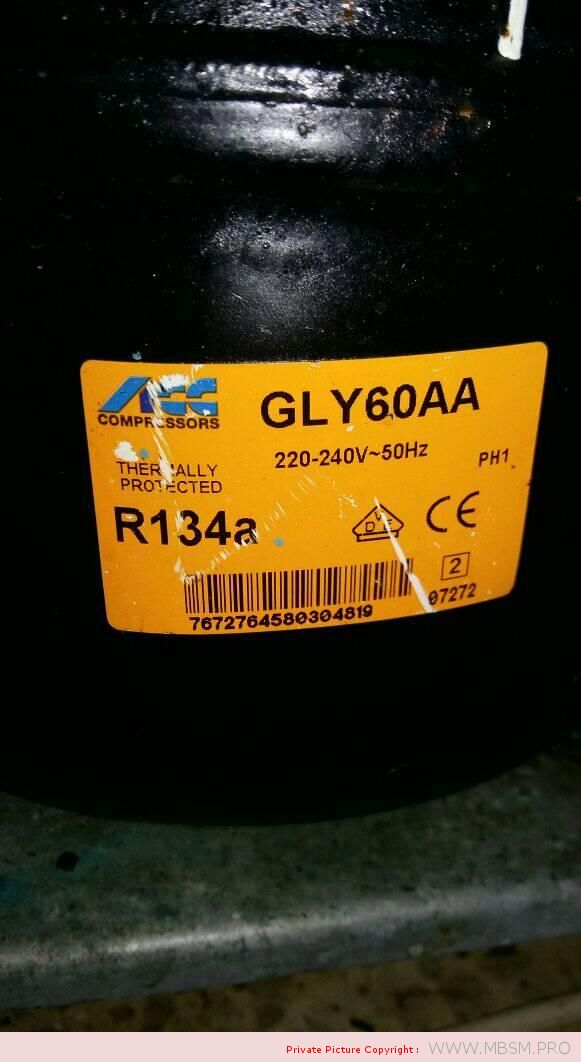 ACC
COMPRESSORS
GLY60AA
220-240V~50Hz
PH1
THERMALLY
PROTECTED
R134a
DVE
CE
2
7672764580304819
07272
Private Picture Copyright :
WWW.MBSM.PRO